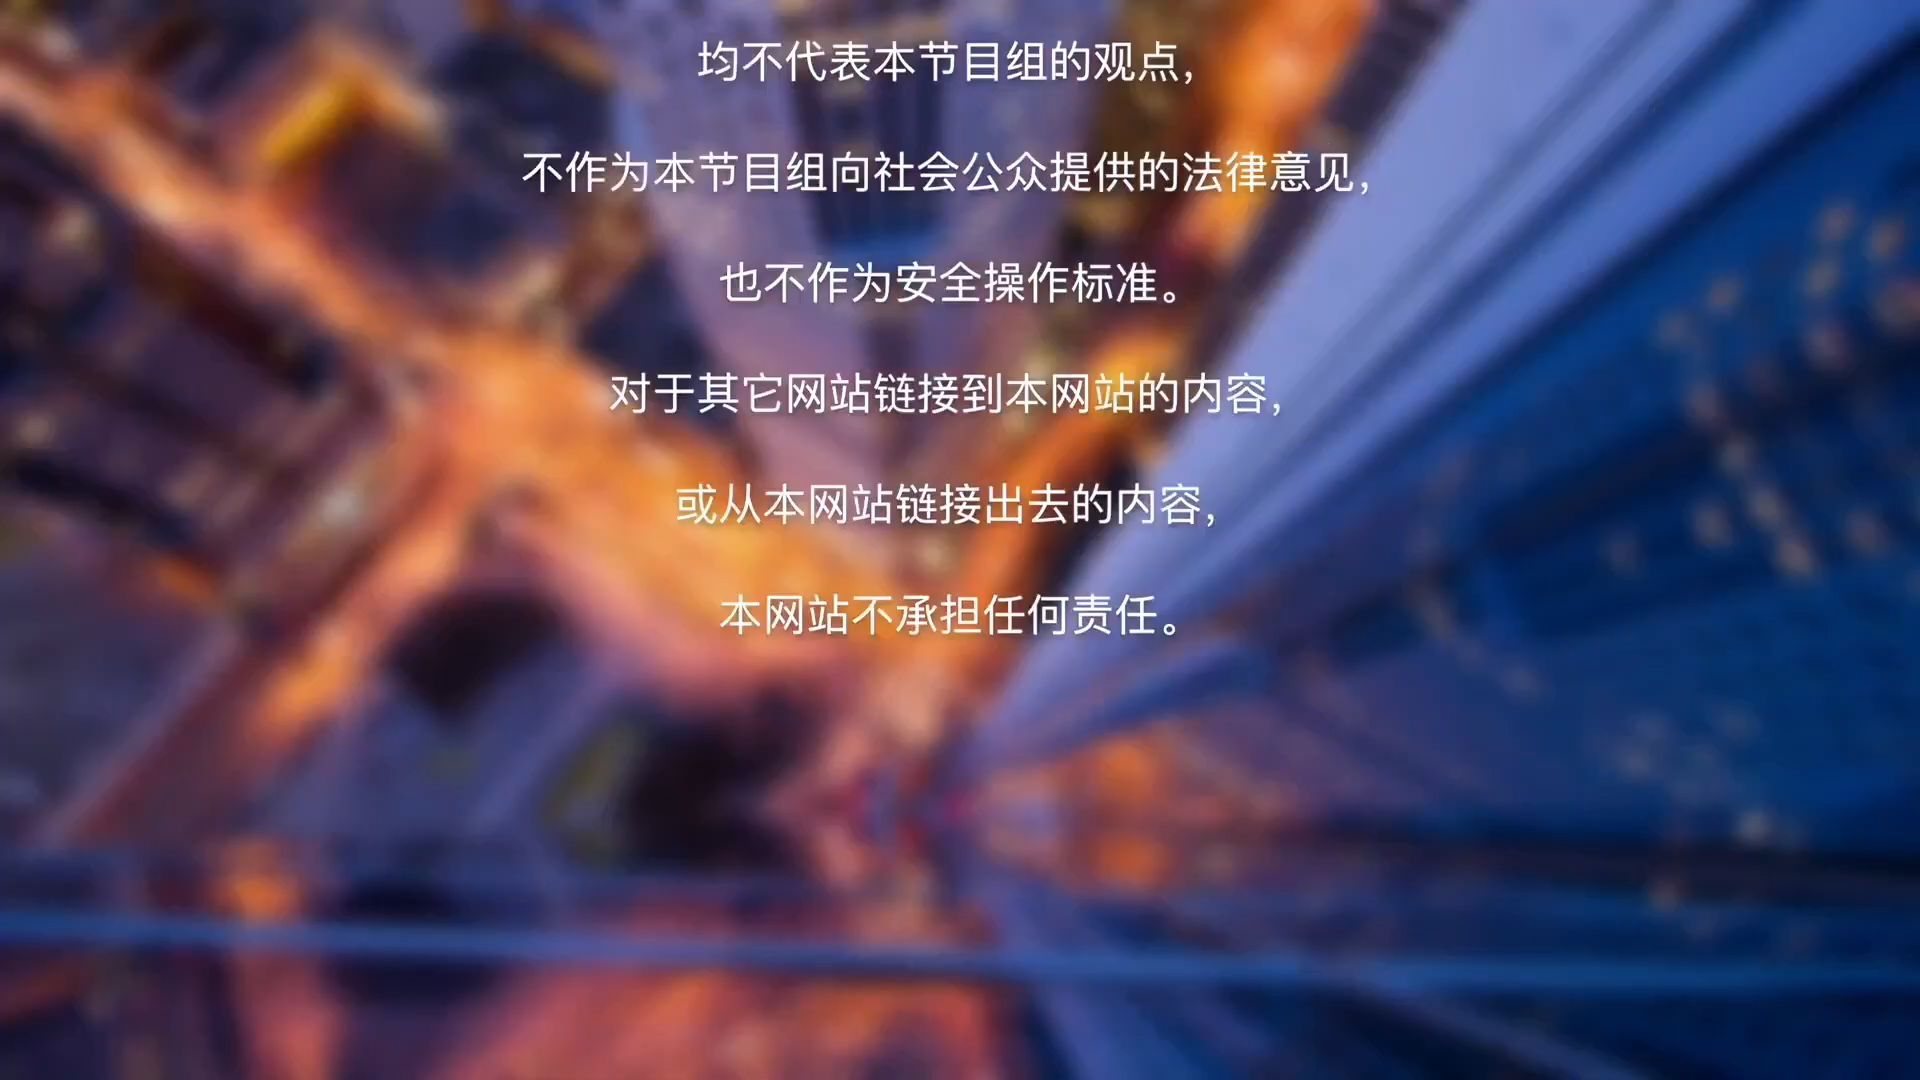 均不代表本节目组的观点，
不作为本节目组向社会公众提供的法律意见，
也不作为安全操作标准。
对于其它网站链接到本网站的内容，
或从本网站链接出去的内容，
本网站不承担任何责任。